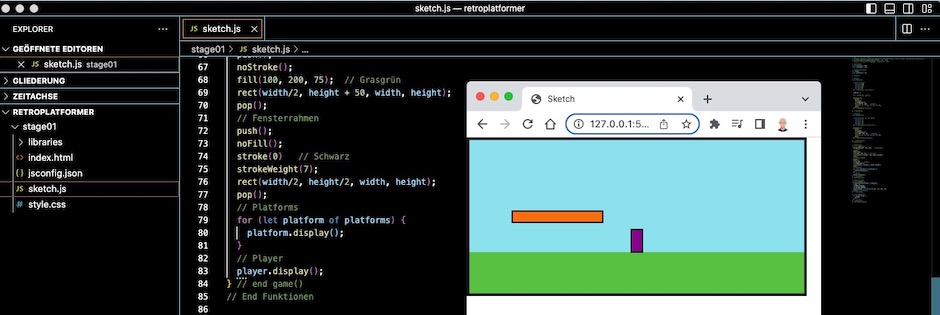 sketch.js — retroplatformer
EXPLORER
GEÖFFNETE EDITOREN
sketch.js stage01
GLIEDERUNG
ZEITACHSE
RETROPLATFORMER
stage01
libraries
index.html
jsconfig.json
sketch.js
style.css
JS sketch.js
stage01 > JS sketch.js > ...
67 noStroke();
68 fill(100, 200, 75);  // Grasgrün
69 rect(width/2, height + 50, width, height);
70 pop();
71 // Fensterrahmen
72 push();
73 noFill();
74 stroke(0)   // Schwarz
75 strokeWeight(7);
76 rect(width/2, height/2, width, height);
77 pop();
78 // Platforms
79 for (let platform of platforms) {
80 platform.display();
81 }
82 // Player
83 player.display();
84 } // end game()
85 // End Funktionen
86
Sketch
127.0.0.1:5...